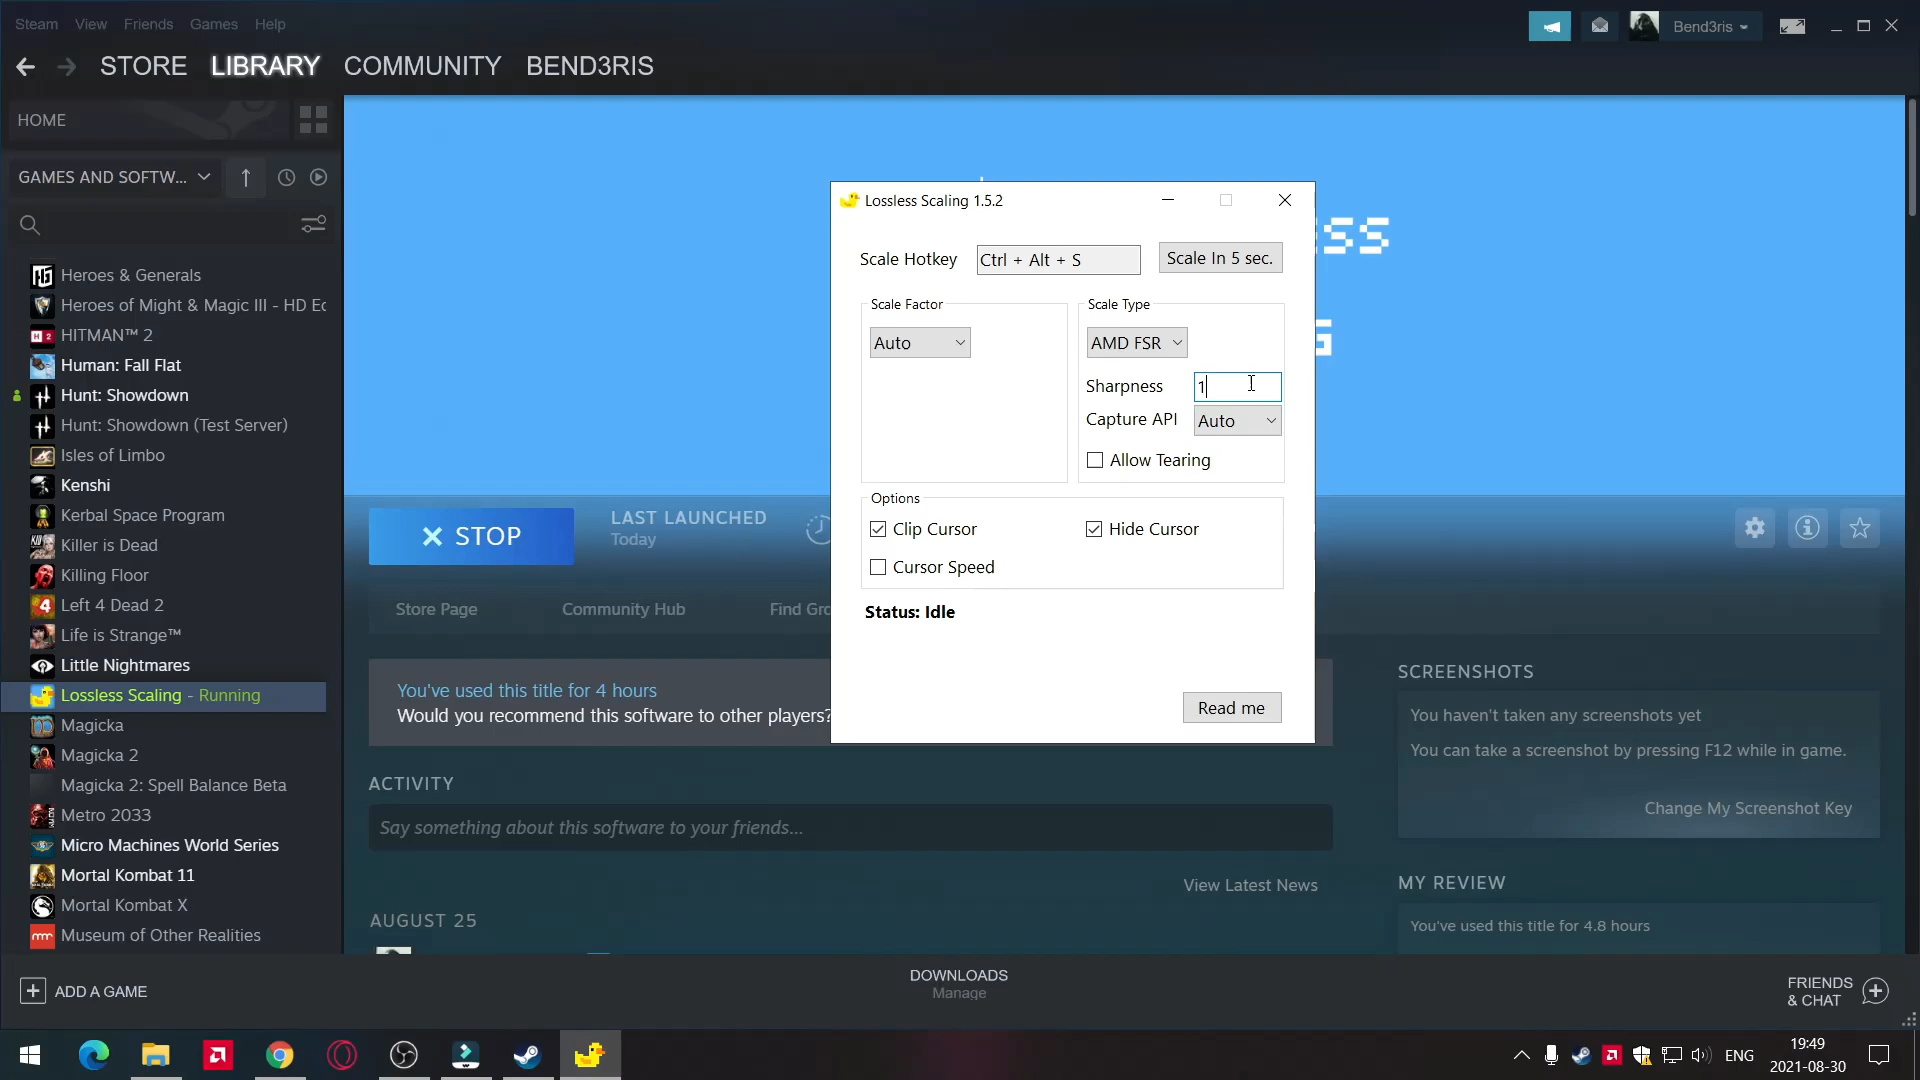 Steam View Friends Games Help
Bend3ris
STORE LIBRARY COMMUNITY BEND3RIS
HOME
GAMES AND SOFTW...
Heroes & Generals
Heroes of Might & Magic III - HD Ec
HITMAN™ 2
Human: Fall Flat
Hunt: Showdown
Hunt: Showdown (Test Server)
Isles of Limbo
Kenshi
Kerbal Space Program
Killer is Dead
Killing Floor
Left 4 Dead 2
Life is Strange™
Little Nightmares
Lossless Scaling - Running
Magicka
Magicka 2
Magicka 2: Spell Balance Beta
Metro 2033
Micro Machines World Series
Mortal Kombat 11
Mortal Kombat X
Museum of Other Realities
ADD A GAME
SS
G
Lossless Scaling 1.5.2
Scale Hotkey Ctrl + Alt + S Scale In 5 sec.
Scale Factor
Auto
Scale Type
AMD FSR
Sharpness 1
Capture API Auto
Allow Tearing
Options
Clip Cursor Hide Cursor
Cursor Speed
Status: Idle
Read me
STOP
LAST LAUNCHED
Today
Store Page Community Hub Find Gro
You've used this title for 4 hours
Would you recommend this software to other players?
ACTIVITY
Say something about this software to your friends...
View Latest News
AUGUST 25
SCREENSHOTS
You haven't taken any screenshots yet
You can take a screenshot by pressing F12 while in game.
Change My Screenshot Key
MY REVIEW
You've used this title for 4.8 hours
DOWNLOADS
Manage
FRIENDS
& CHAT
ENG
19:49
2021-08-30